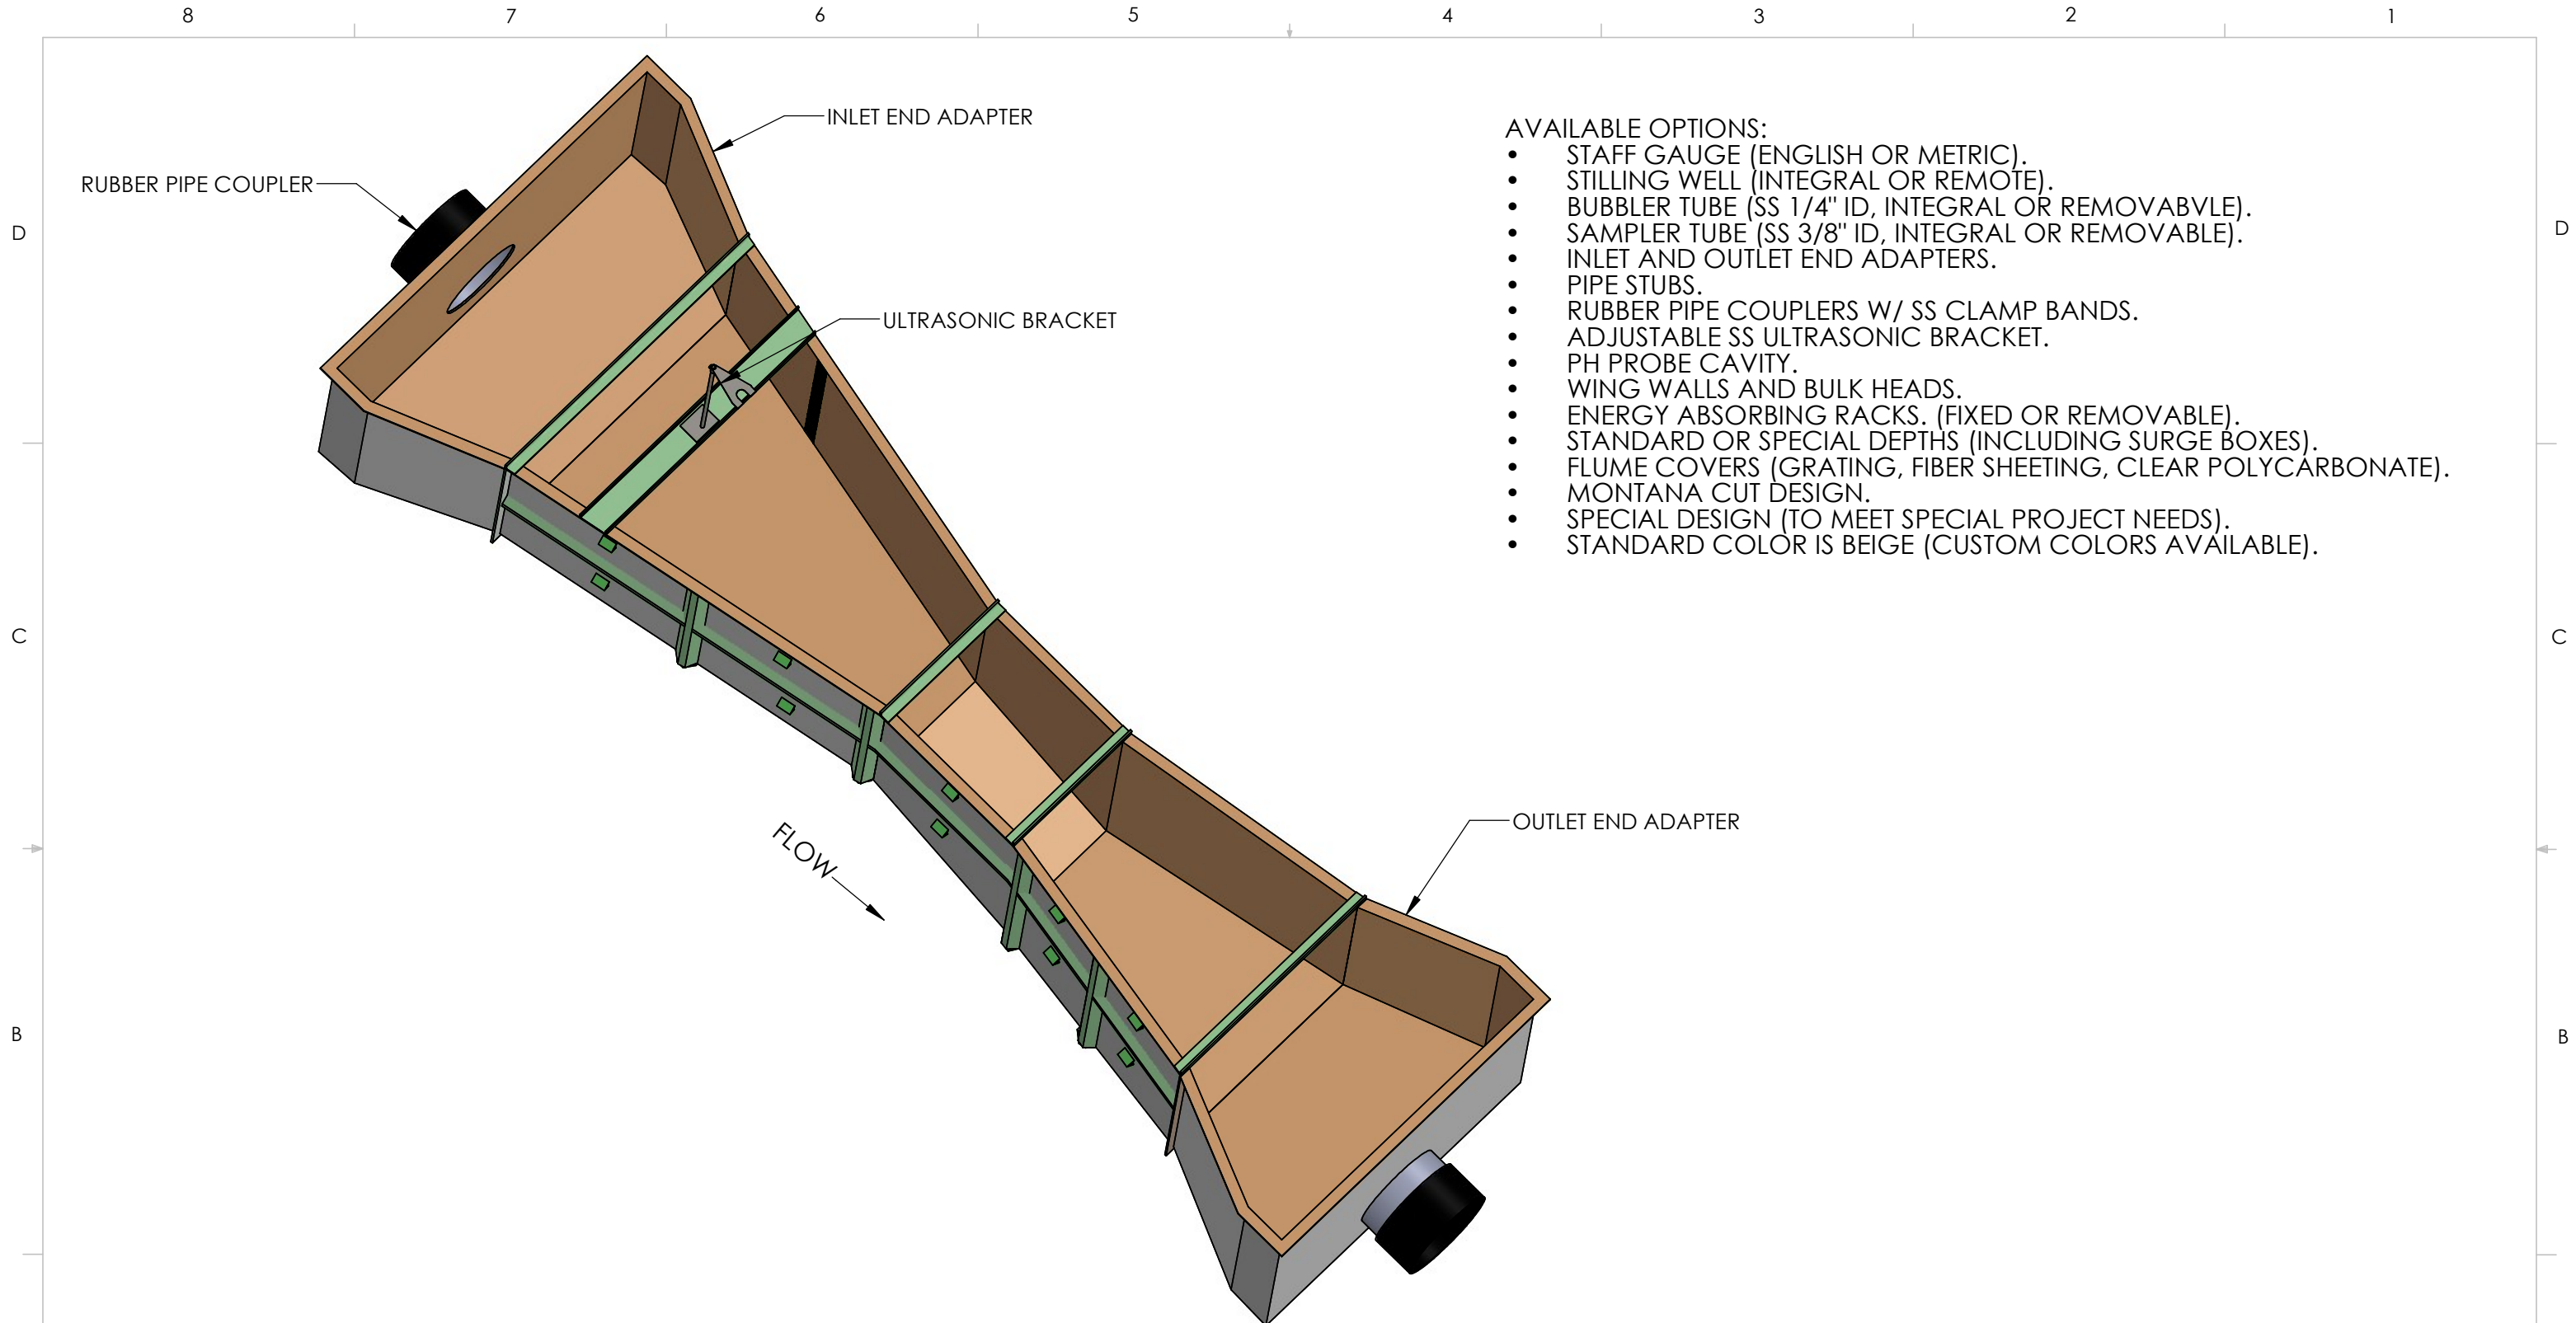 8 7 6 5 4 3 2 1
INLET END ADAPTER
RUBBER PIPE COUPLER
ULTRASONIC BRACKET
AVAILABLE OPTIONS:
• STAFF GAUGE (ENGLISH OR METRIC).
• STILLING WELL (INTEGRAL OR REMOTE).
• BUBBLER TUBE (SS 1/4" ID, INTEGRAL OR REMOVABVLE).
• SAMPLER TUBE (SS 3/8" ID, INTEGRAL OR REMOVABLE).
• INLET AND OUTLET END ADAPTERS.
• PIPE STUBS.
• RUBBER PIPE COUPLERS W/ SS CLAMP BANDS.
• ADJUSTABLE SS ULTRASONIC BRACKET.
• PH PROBE CAVITY.
• WING WALLS AND BULK HEADS.
• ENERGY ABSORBING RACKS. (FIXED OR REMOVABLE).
• STANDARD OR SPECIAL DEPTHS (INCLUDING SURGE BOXES).
• FLUME COVERS (GRATING, FIBER SHEETING, CLEAR POLYCARBONATE).
• MONTANA CUT DESIGN.
• SPECIAL DESIGN (TO MEET SPECIAL PROJECT NEEDS).
• STANDARD COLOR IS BEIGE (CUSTOM COLORS AVAILABLE).
D D
C C
FLOW
OUTLET END ADAPTER
B B